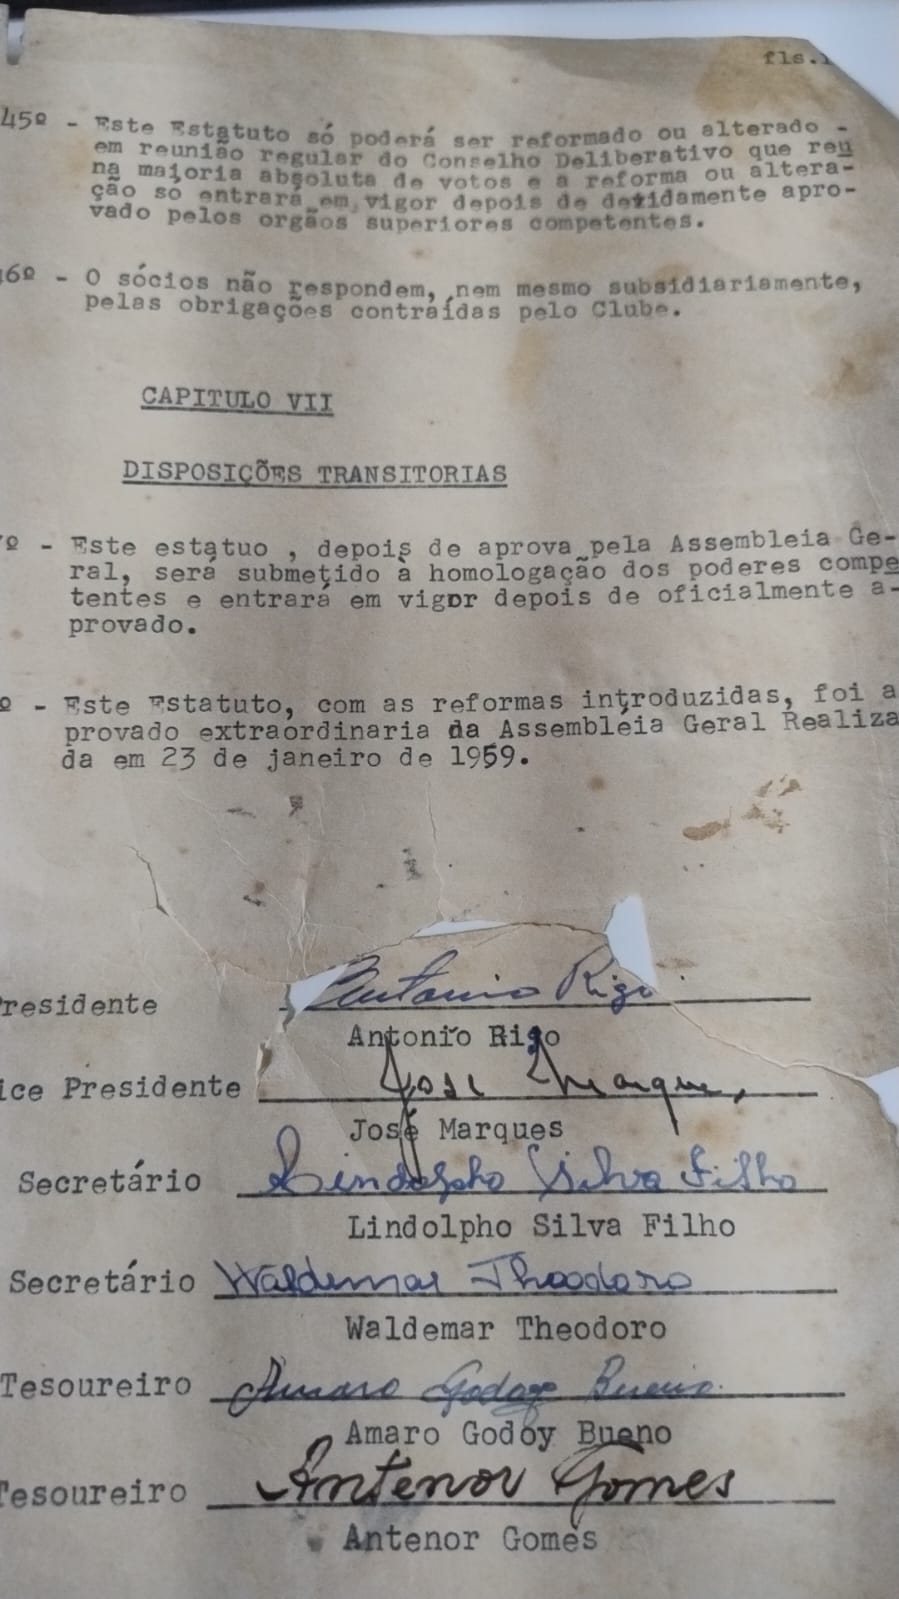 fls.
45º - Este Estatuto só poderá ser reformado ou alterado -
em reunião regular do Conselho Deliberativo que reu
na maioria absoluta de votos e a reforma ou altera-
ção só entrará em vigor depois de devidamente apro-
vado pelos orgãos superiores competentes.
46º - O sócios não respondem, nem mesmo subsidiariamente,
pelas obrigações contraídas pelo Clube.
CAPITULO VII
DISPOSIÇÕES TRANSITORIAS
º - Este estatuo , depois de aprova pela Assembleia Ge-
ral, será submetido à homologação dos poderes compe
tentes e entrará em vigor depois de oficialmente a-
provado.
º - Este Estatuto, com as reformas introduzidas, foi a
provado extraordinaria da Assembleia Geral Realiza
da em 23 de janeiro de 1959.
residente Antonio Rigo
Antonio Rigo
ice Presidente José Marques
José Marques
Secretário Lindolpho Silva Filho
Lindolpho Silva Filho
Secretário Waldemar Theodoro
Waldemar Theodoro
Tesoureiro Amaro Godoy Bueno
Amaro Godoy Bueno
Tesoureiro Antenor Gomes
Antenor Gomes